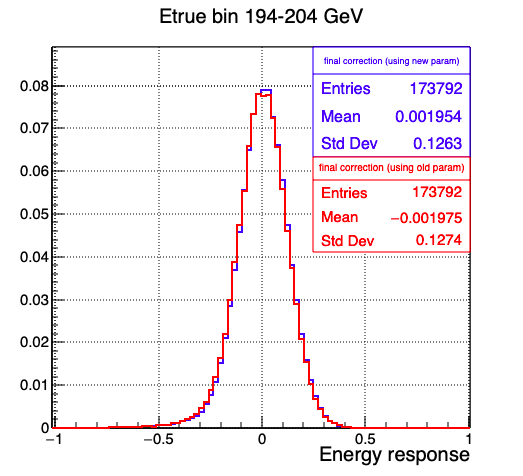 Etrue bin 194-204 GeV
final correction (using new param)
Entries 173792
Mean 0.001954
Std Dev 0.1263
final correction (using old param)
Entries 173792
Mean −0.001975
Std Dev 0.1274
0.08
0.07
0.06
0.05
0.04
0.03
0.02
0.01
0
−1 −0.5 0 0.5 1
Energy response